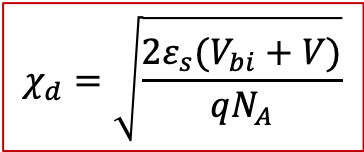 χ_d = √(2ε_s(V_bi + V) / qN_A)